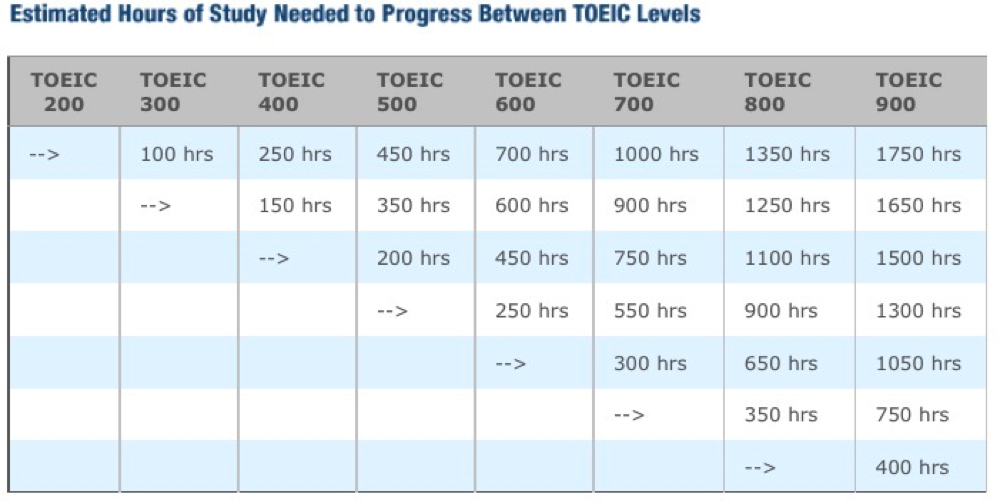 Estimated Hours of Study Needed to Progress Between TOEIC Levels
TOEIC 200 TOEIC 300 TOEIC 400 TOEIC 500 TOEIC 600 TOEIC 700 TOEIC 800 TOEIC 900
--> 100 hrs 250 hrs 450 hrs 700 hrs 1000 hrs 1350 hrs 1750 hrs
--> 150 hrs 350 hrs 600 hrs 900 hrs 1250 hrs 1650 hrs
--> 200 hrs 450 hrs 750 hrs 1100 hrs 1500 hrs
--> 250 hrs 550 hrs 900 hrs 1300 hrs
--> 300 hrs 650 hrs 1050 hrs
--> 350 hrs 750 hrs
--> 400 hrs